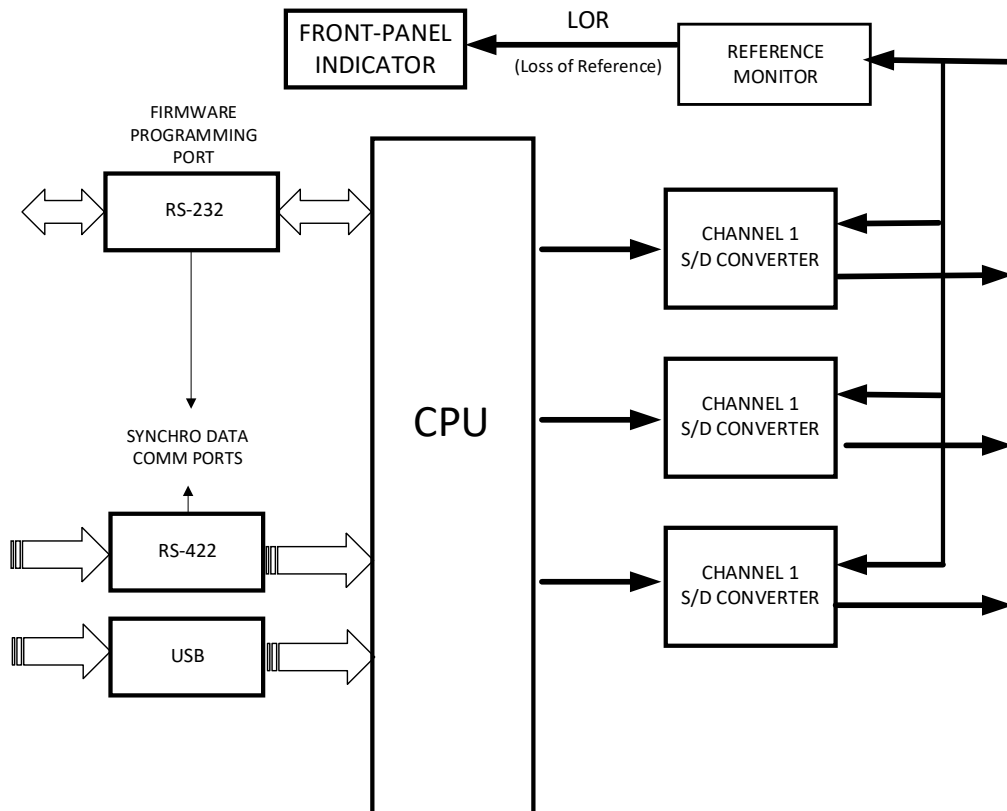 FRONT-PANEL
INDICATOR
LOR
(Loss of Reference)
REFERENCE
MONITOR
FIRMWARE
PROGRAMMING
PORT
RS-232
CHANNEL 1
S/D CONVERTER
CPU
CHANNEL 1
S/D CONVERTER
SYNCHRO DATA
COMM PORTS
RS-422
CHANNEL 1
S/D CONVERTER
USB